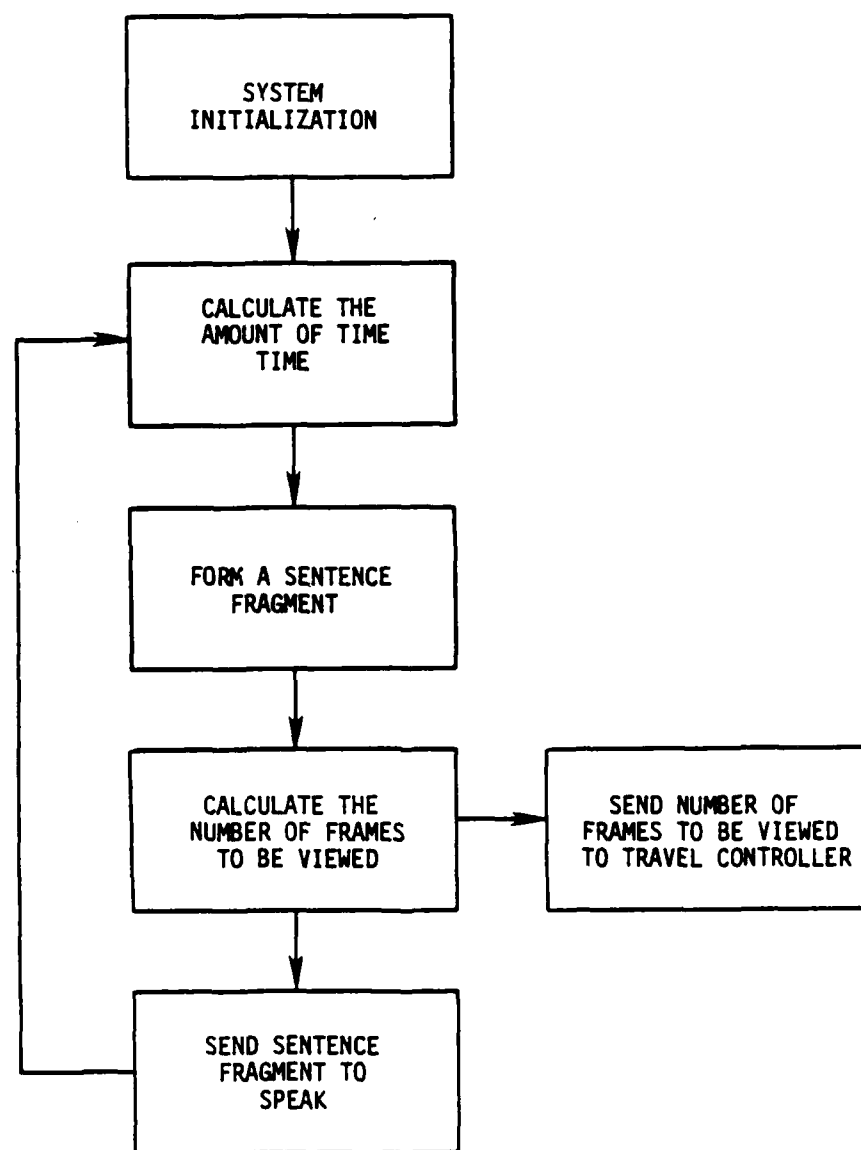 SYSTEM
INITIALIZATION
CALCULATE THE
AMOUNT OF TIME
TIME
FORM A SENTENCE
FRAGMENT
CALCULATE THE
NUMBER OF FRAMES
TO BE VIEWED
SEND NUMBER OF
FRAMES TO BE VIEWED
TO TRAVEL CONTROLLER
SEND SENTENCE
FRAGMENT TO
SPEAK